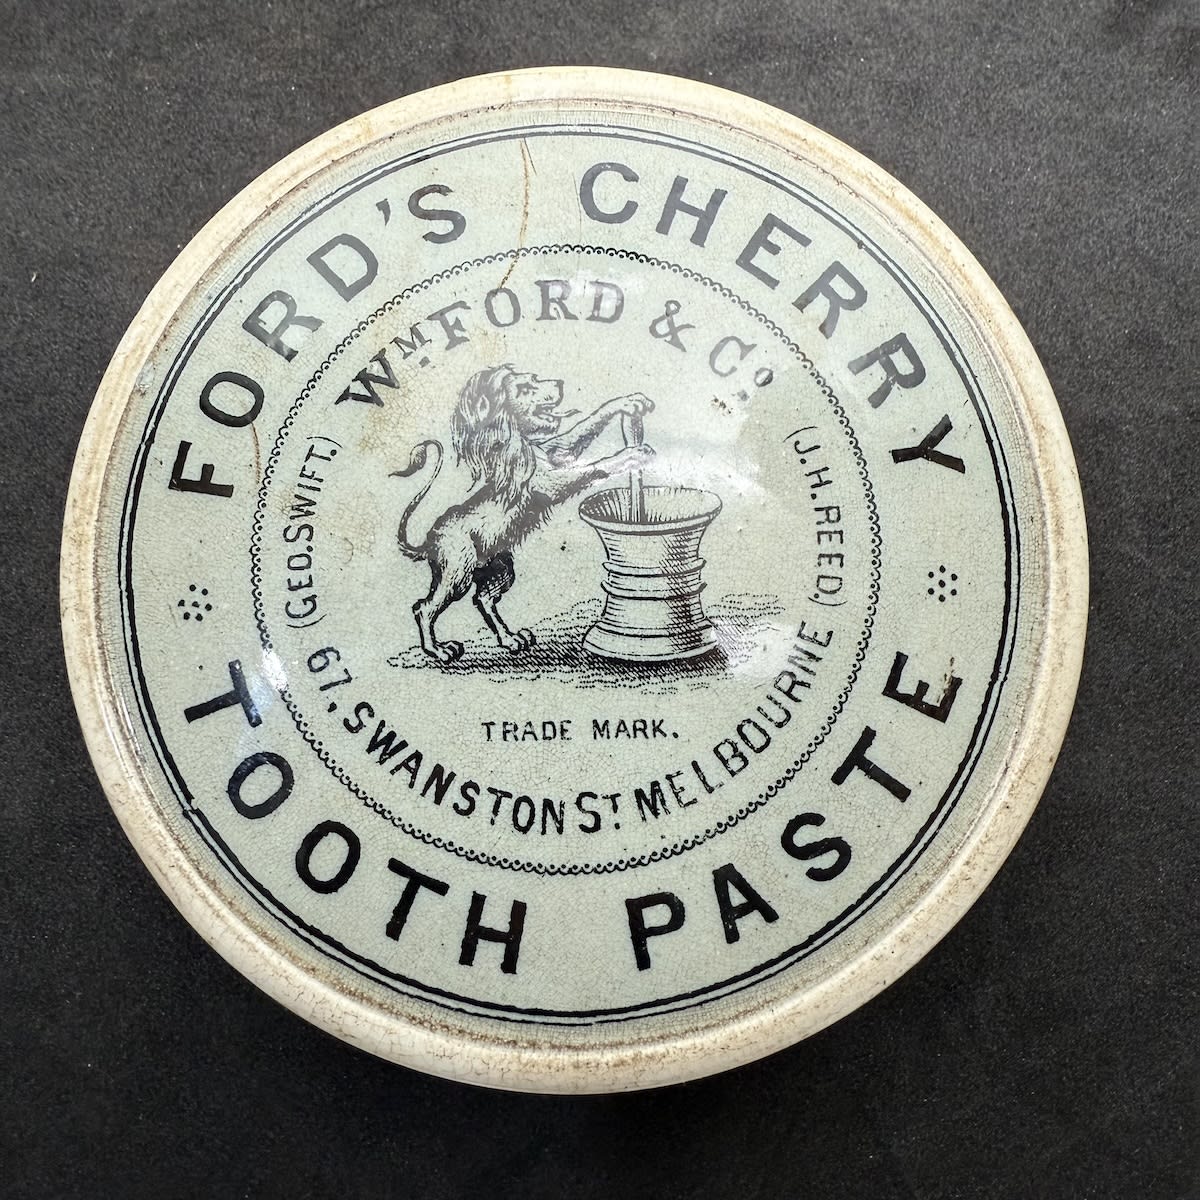 FORD'S CHERRY
TOOTH PASTE
Wᴹ. FORD & Cº.
(GEO. SWIFT.)
(J.H. REED.)
TRADE MARK.
67, SWANSTON Sᵀ. MELBOURNE